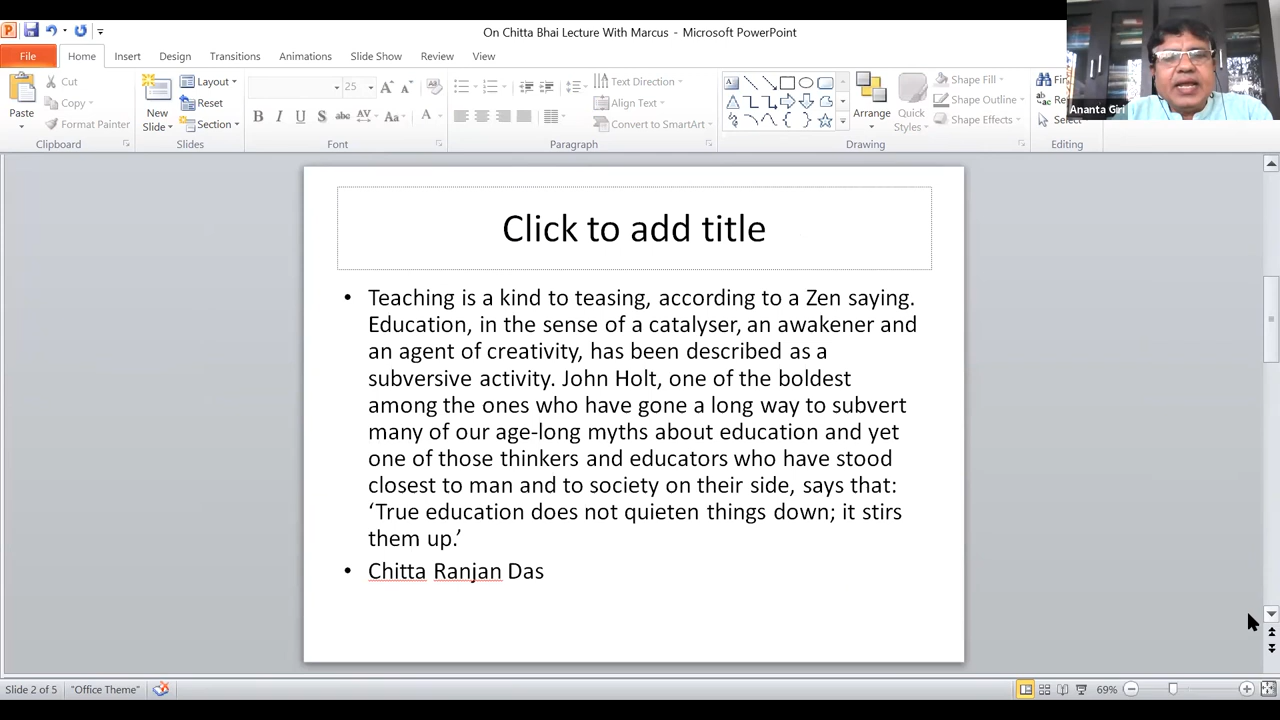 On Chitta Bhai Lecture With Marcus - Microsoft PowerPoint
File Home Insert Design Transitions Animations Slide Show Review View
Paste
Cut
Copy
Format Painter
Clipboard
New Slide
Layout
Reset
Section
Slides
25
B I U S abc AV Aa A
Font
Text Direction
Align Text
Convert to SmartArt
Paragraph
Arrange
Quick Styles
Shape Fill
Shape Outline
Shape Effects
Drawing
Select
Editing
Ananta Giri
Click to add title
• Teaching is a kind to teasing, according to a Zen saying.
Education, in the sense of a catalyser, an awakener and
an agent of creativity, has been described as a
subversive activity. John Holt, one of the boldest
among the ones who have gone a long way to subvert
many of our age-long myths about education and yet
one of those thinkers and educators who have stood
closest to man and to society on their side, says that:
‘True education does not quieten things down; it stirs
them up.’
• Chitta Ranjan Das
Slide 2 of 5 "Office Theme" 69%